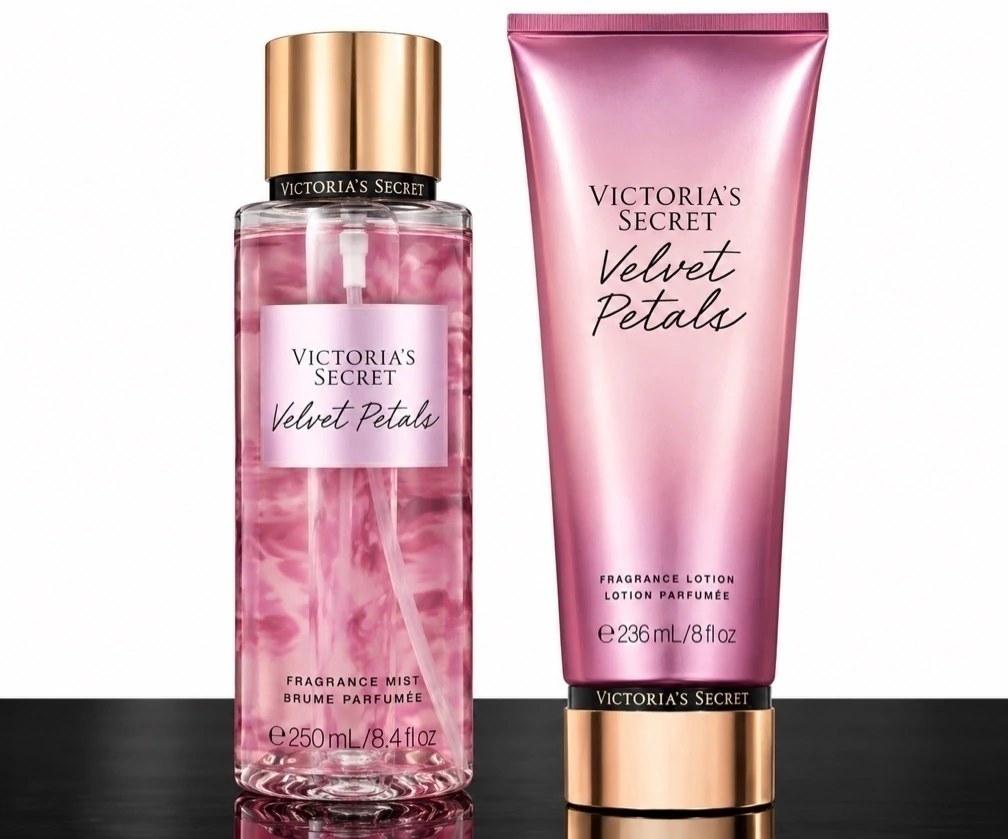 VICTORIA'S SECRET
VICTORIA'S
SECRET
Velvet Petals
FRAGRANCE MIST
BRUME PARFUMÉE
℮ 250 mL/8.4 fl oz
VICTORIA'S
SECRET
Velvet
Petals
FRAGRANCE LOTION
LOTION PARFUMÉE
℮ 236 mL/8 fl oz
VICTORIA'S SECRET